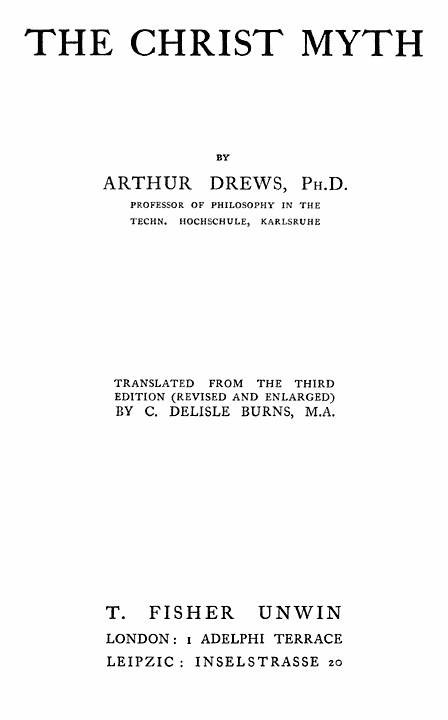 THE CHRIST MYTH
BY
ARTHUR DREWS, PH.D.
PROFESSOR OF PHILOSOPHY IN THE
TECHN. HOCHSCHULE, KARLSRUHE
TRANSLATED FROM THE THIRD
EDITION (REVISED AND ENLARGED)
BY C. DELISLE BURNS, M.A.
T. FISHER UNWIN
LONDON: 1 ADELPHI TERRACE
LEIPZIC: INSELSTRASSE 20